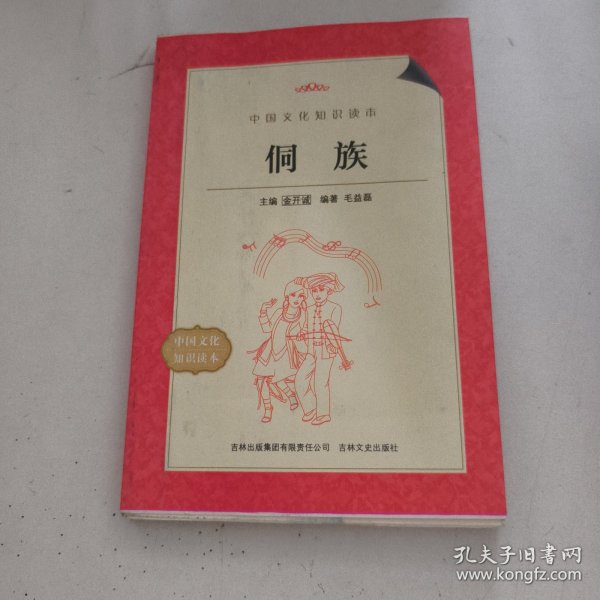 中国文化知识读本
侗族
主编 金开诚 编著 毛益磊
中国文化
知识读本
吉林出版集团有限责任公司 吉林文史出版社
孔夫子旧书网
www.kongfz.com